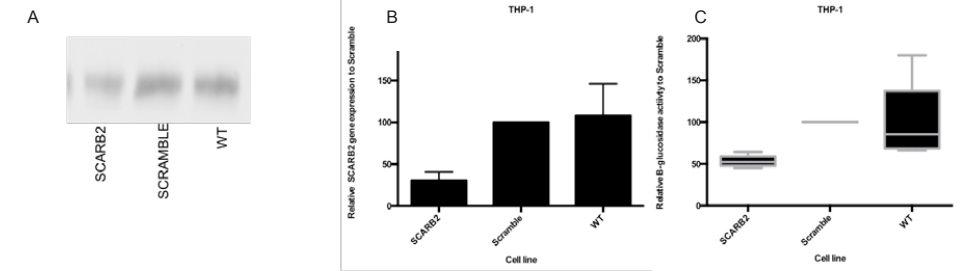 A
SCARB2
SCRAMBLE
WT
B
THP-1
Relative SCARB2 gene expression to Scramble
150
100
50
0
SCARB2
Scramble
WT
Cell line
C
THP-1
Relative B-glucosidase activity to Scramble
200
150
100
50
0
SCARB2
Scramble
WT
Cell line